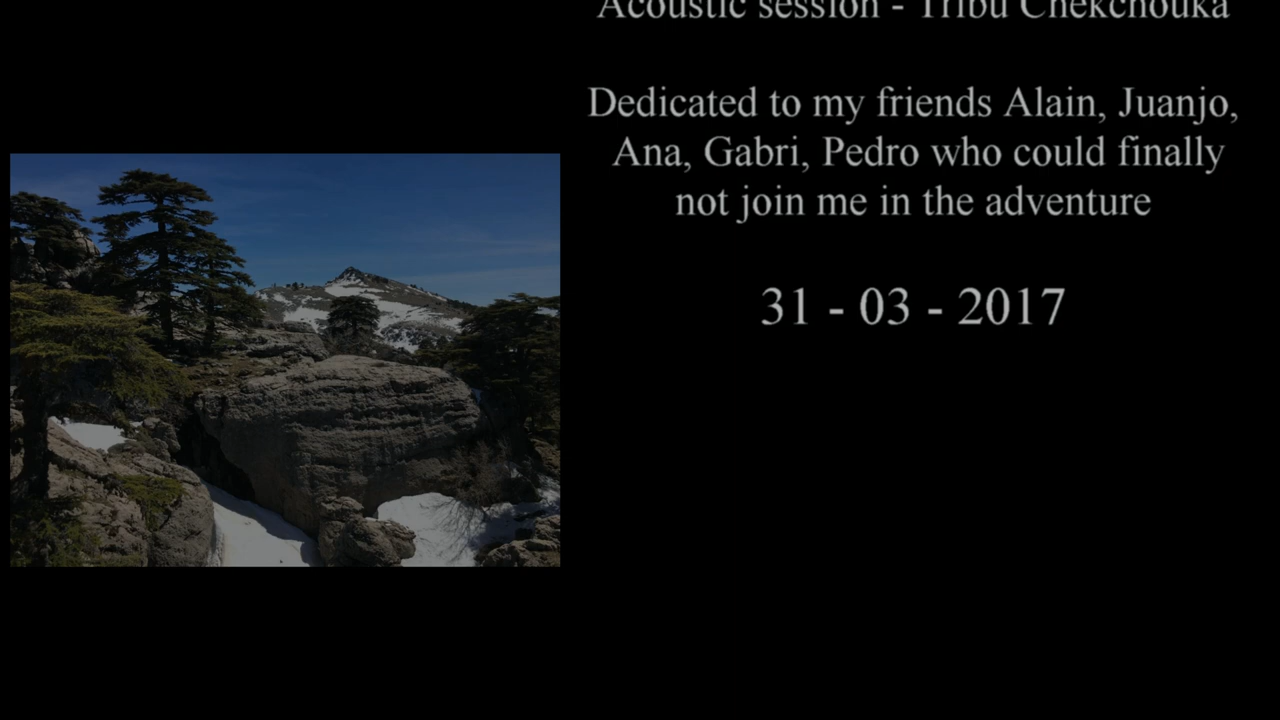 Acoustic session - Tribu Chekchouka
Dedicated to my friends Alain, Juanjo,
Ana, Gabri, Pedro who could finally
not join me in the adventure
31 - 03 - 2017